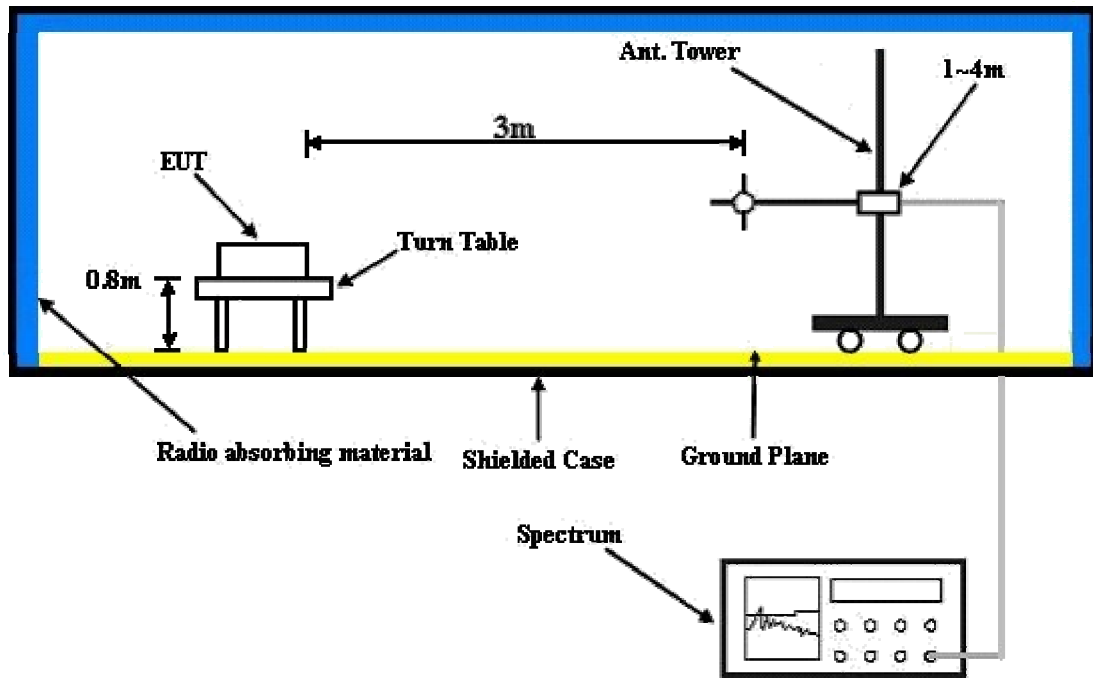 Ant. Tower
1~4m
3m
EUT
Turn Table
0.8m
Radio absorbing material
Shielded Case
Ground Plane
Spectrum